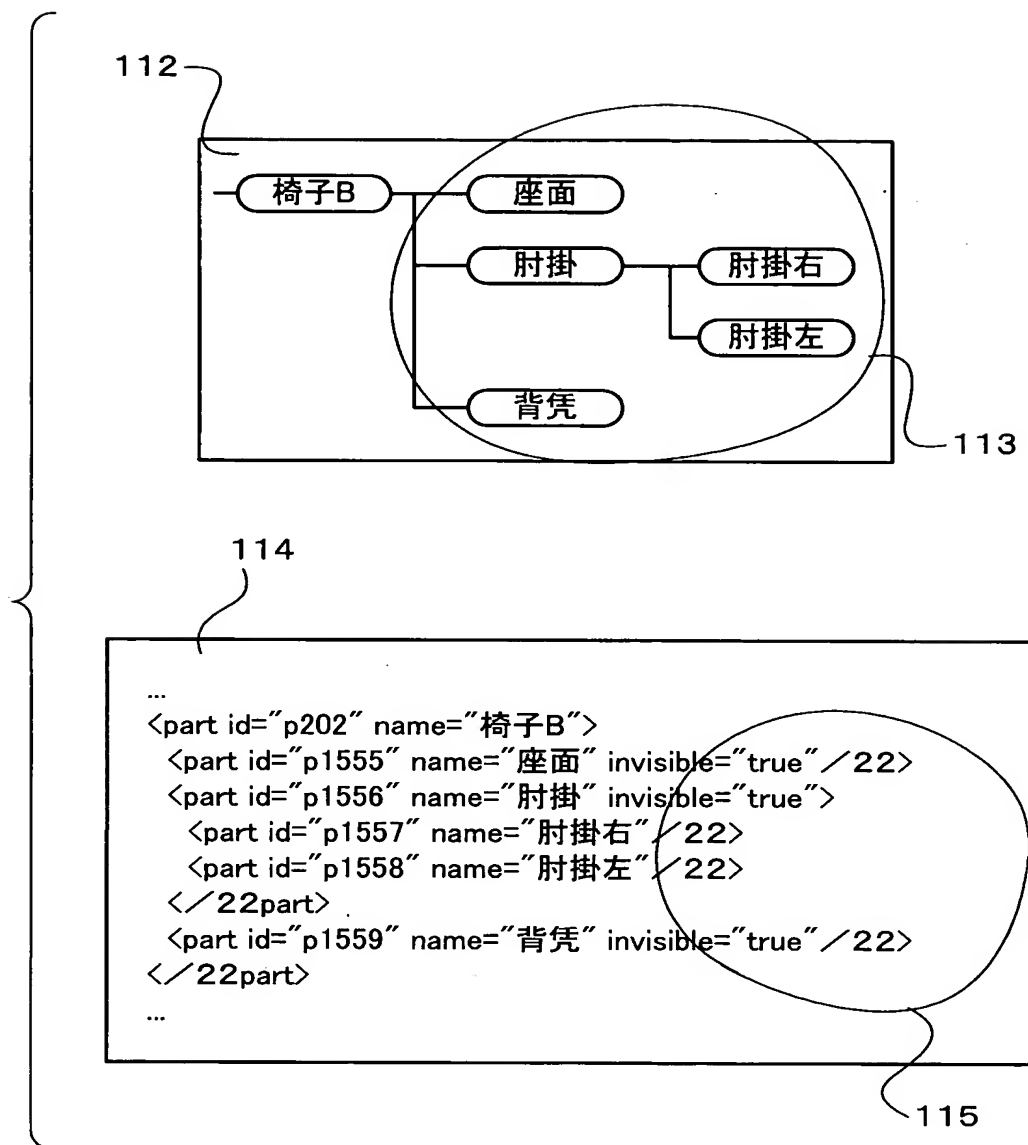 112
椅子B 座面
肘掛 肘掛右
肘掛左
背凭
113
114
...
<part id="p202" name="椅子B">
<part id="p1555" name="座面" invisible="true"／22>
<part id="p1556" name="肘掛" invisible="true">
<part id="p1557" name="肘掛右"／22>
<part id="p1558" name="肘掛左"／22>
<／22part>
<part id="p1559" name="背凭" invisible="true"／22>
<／22part>
...
115